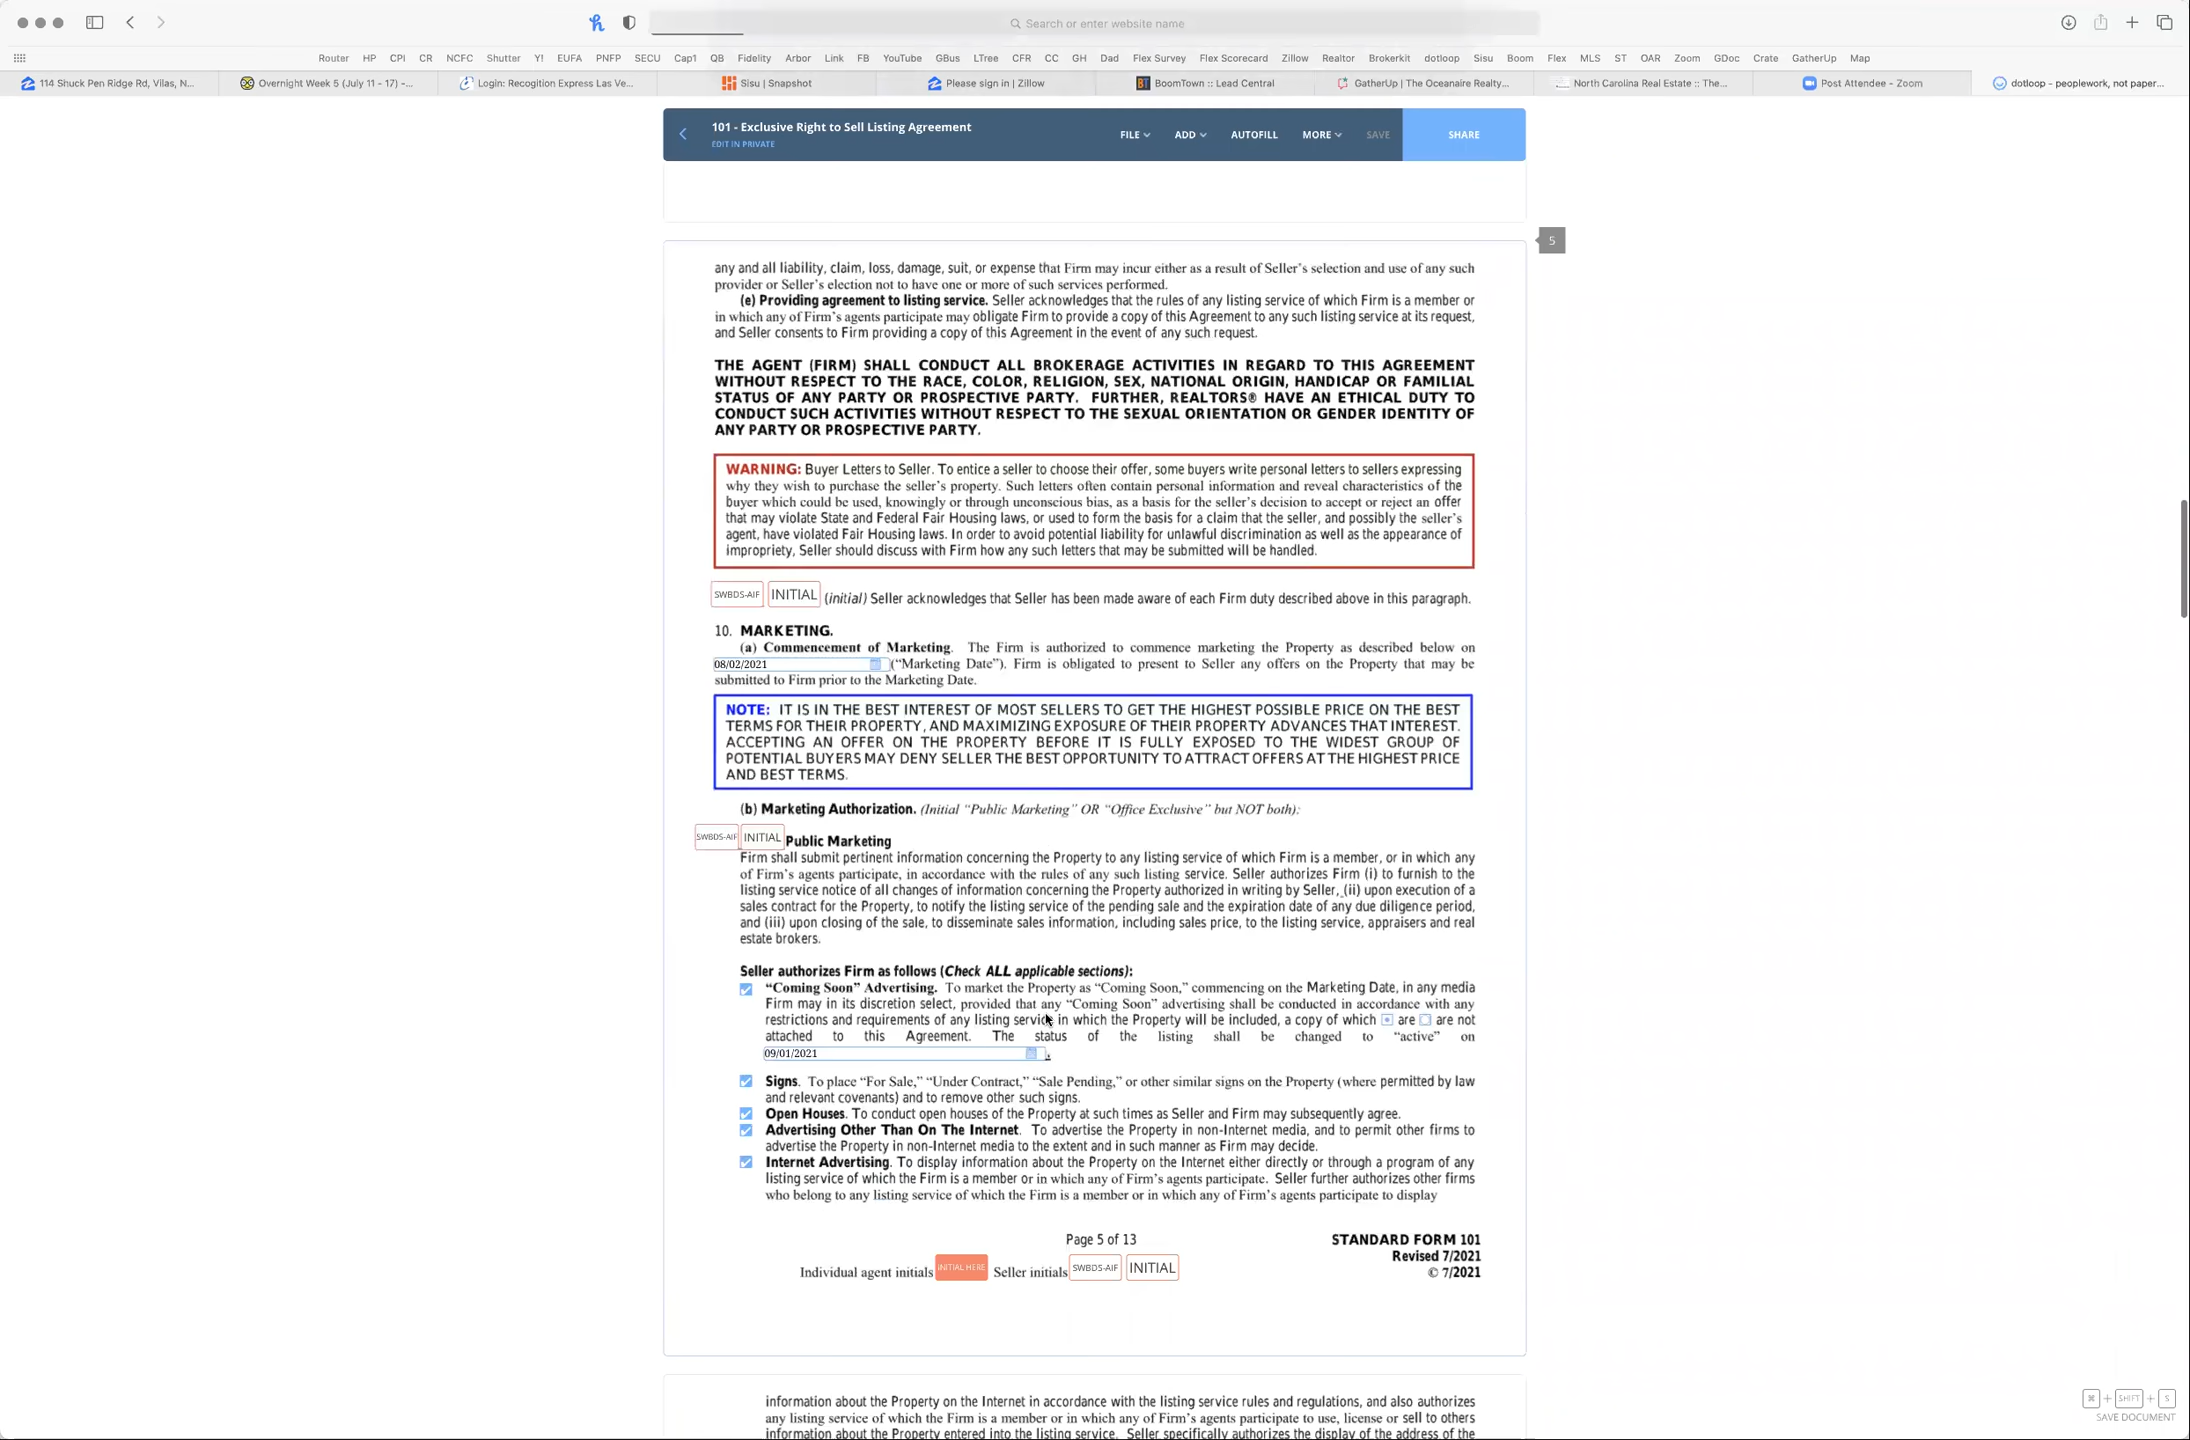 Search or enter website name
Router HP CPI CR NCFC Shutter Y! EUFA PNFP SECU Cap1 QB Fidelity Arbor Link FB YouTube GBus LTree CFR CC GH Dad Flex Survey Flex Scorecard Zillow Realtor Brokerkit dotloop Sisu Boom Flex MLS ST OAR Zoom GDoc Crate GatherUp Map
114 Shuck Pen Ridge Rd, Vilas, N... Overnight Week 5 (July 11 - 17) -... Login: Recogition Express Las Ve... Sisu | Snapshot Please sign in | Zillow BoomTown :: Lead Central GatherUp | The Oceanaire Realty... North Carolina Real Estate :: The... Post Attendee - Zoom dotloop - peoplework, not paper...
101 - Exclusive Right to Sell Listing Agreement
EDIT IN PRIVATE
FILE ADD AUTOFILL MORE SAVE SHARE
5
any and all liability, claim, loss, damage, suit, or expense that Firm may incur either as a result of Seller's selection and use of any such
provider or Seller's election not to have one or more of such services performed.
(e) Providing agreement to listing service. Seller acknowledges that the rules of any listing service of which Firm is a member or
in which any of Firm's agents participate may obligate Firm to provide a copy of this Agreement to any such listing service at its request,
and Seller consents to Firm providing a copy of this Agreement in the event of any such request.
THE AGENT (FIRM) SHALL CONDUCT ALL BROKERAGE ACTIVITIES IN REGARD TO THIS AGREEMENT
WITHOUT RESPECT TO THE RACE, COLOR, RELIGION, SEX, NATIONAL ORIGIN, HANDICAP OR FAMILIAL
STATUS OF ANY PARTY OR PROSPECTIVE PARTY. FURTHER, REALTORS® HAVE AN ETHICAL DUTY TO
CONDUCT SUCH ACTIVITIES WITHOUT RESPECT TO THE SEXUAL ORIENTATION OR GENDER IDENTITY OF
ANY PARTY OR PROSPECTIVE PARTY.
WARNING: Buyer Letters to Seller. To entice a seller to choose their offer, some buyers write personal letters to sellers expressing
why they wish to purchase the seller's property. Such letters often contain personal information and reveal characteristics of the
buyer which could be used, knowingly or through unconscious bias, as a basis for the seller's decision to accept or reject an offer
that may violate State and Federal Fair Housing laws, or used to form the basis for a claim that the seller, and possibly the seller's
agent, have violated Fair Housing laws. In order to avoid potential liability for unlawful discrimination as well as the appearance of
impropriety, Seller should discuss with Firm how any such letters that may be submitted will be handled.
SWBDS-AIF INITIAL (initial) Seller acknowledges that Seller has been made aware of each Firm duty described above in this paragraph.
10. MARKETING.
(a) Commencement of Marketing. The Firm is authorized to commence marketing the Property as described below on
08/02/2021 ("Marketing Date"). Firm is obligated to present to Seller any offers on the Property that may be
submitted to Firm prior to the Marketing Date.
NOTE: IT IS IN THE BEST INTEREST OF MOST SELLERS TO GET THE HIGHEST POSSIBLE PRICE ON THE BEST
TERMS FOR THEIR PROPERTY, AND MAXIMIZING EXPOSURE OF THEIR PROPERTY ADVANCES THAT INTEREST.
ACCEPTING AN OFFER ON THE PROPERTY BEFORE IT IS FULLY EXPOSED TO THE WIDEST GROUP OF
POTENTIAL BUYERS MAY DENY SELLER THE BEST OPPORTUNITY TO ATTRACT OFFERS AT THE HIGHEST PRICE
AND BEST TERMS.
(b) Marketing Authorization. (Initial "Public Marketing" OR "Office Exclusive" but NOT both):
SWBDS-AIF INITIAL Public Marketing
Firm shall submit pertinent information concerning the Property to any listing service of which Firm is a member, or in which any
of Firm's agents participate, in accordance with the rules of any such listing service. Seller authorizes Firm (i) to furnish to the
listing service notice of all changes of information concerning the Property authorized in writing by Seller, (ii) upon execution of a
sales contract for the Property, to notify the listing service of the pending sale and the expiration date of any due diligence period,
and (iii) upon closing of the sale, to disseminate sales information, including sales price, to the listing service, appraisers and real
estate brokers.
Seller authorizes Firm as follows (Check ALL applicable sections):
"Coming Soon" Advertising. To market the Property as "Coming Soon," commencing on the Marketing Date, in any media
Firm may in its discretion select, provided that any "Coming Soon" advertising shall be conducted in accordance with any
restrictions and requirements of any listing service in which the Property will be included, a copy of which are are not
attached to this Agreement. The status of the listing shall be changed to "active" on
09/01/2021 .
Signs. To place "For Sale," "Under Contract," "Sale Pending," or other similar signs on the Property (where permitted by law
and relevant covenants) and to remove other such signs.
Open Houses. To conduct open houses of the Property at such times as Seller and Firm may subsequently agree.
Advertising Other Than On The Internet. To advertise the Property in non-Internet media, and to permit other firms to
advertise the Property in non-Internet media to the extent and in such manner as Firm may decide.
Internet Advertising. To display information about the Property on the Internet either directly or through a program of any
listing service of which the Firm is a member or in which any of Firm's agents participate. Seller further authorizes other firms
who belong to any listing service of which the Firm is a member or in which any of Firm's agents participate to display
Page 5 of 13
STANDARD FORM 101
Revised 7/2021
© 7/2021
Individual agent initials INITIAL HERE Seller initials SWBDS-AIF INITIAL
information about the Property on the Internet in accordance with the listing service rules and regulations, and also authorizes
any listing service of which the Firm is a member or in which any of Firm's agents participate to use, license or sell to others
information about the Property entered into the listing service. Seller specifically authorizes the display of the address of the
⌘ + SHIFT + S
SAVE DOCUMENT